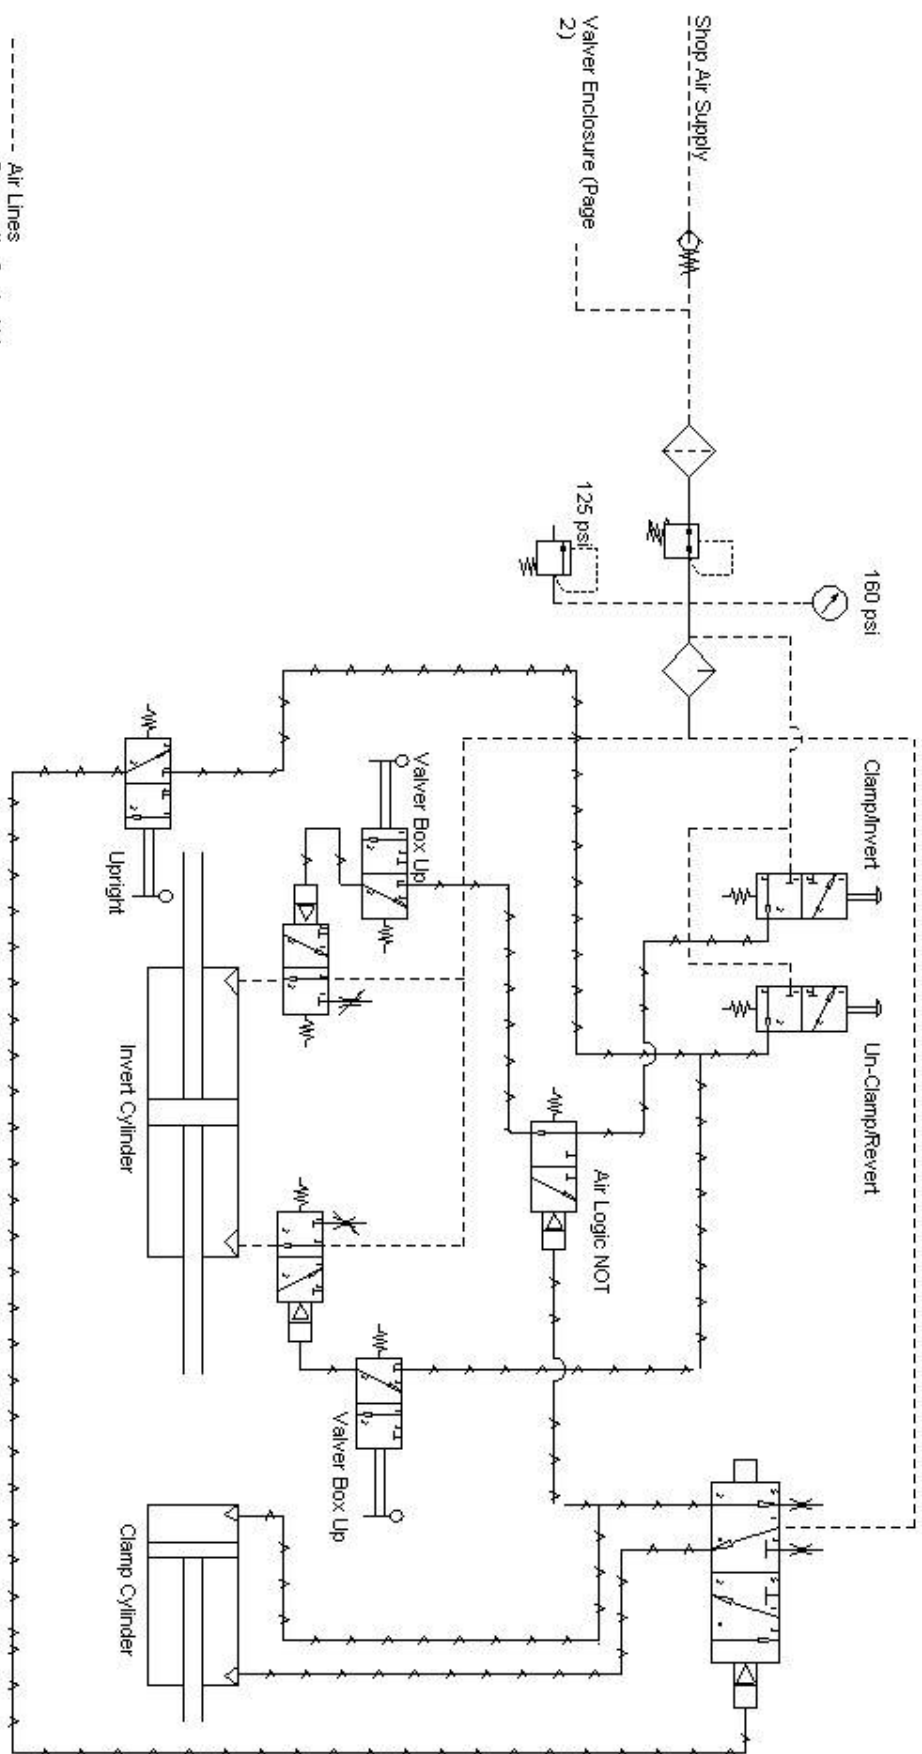 Shop Air Supply
Valver Enclosure (Page
2)
160 psi
125 psi
Clamp/Invert
Un-Clamp/Revert
Valver Box Up
Air Logic NOT
Upright
Invert Cylinder
Valver Box Up
Clamp Cylinder
Air Lines